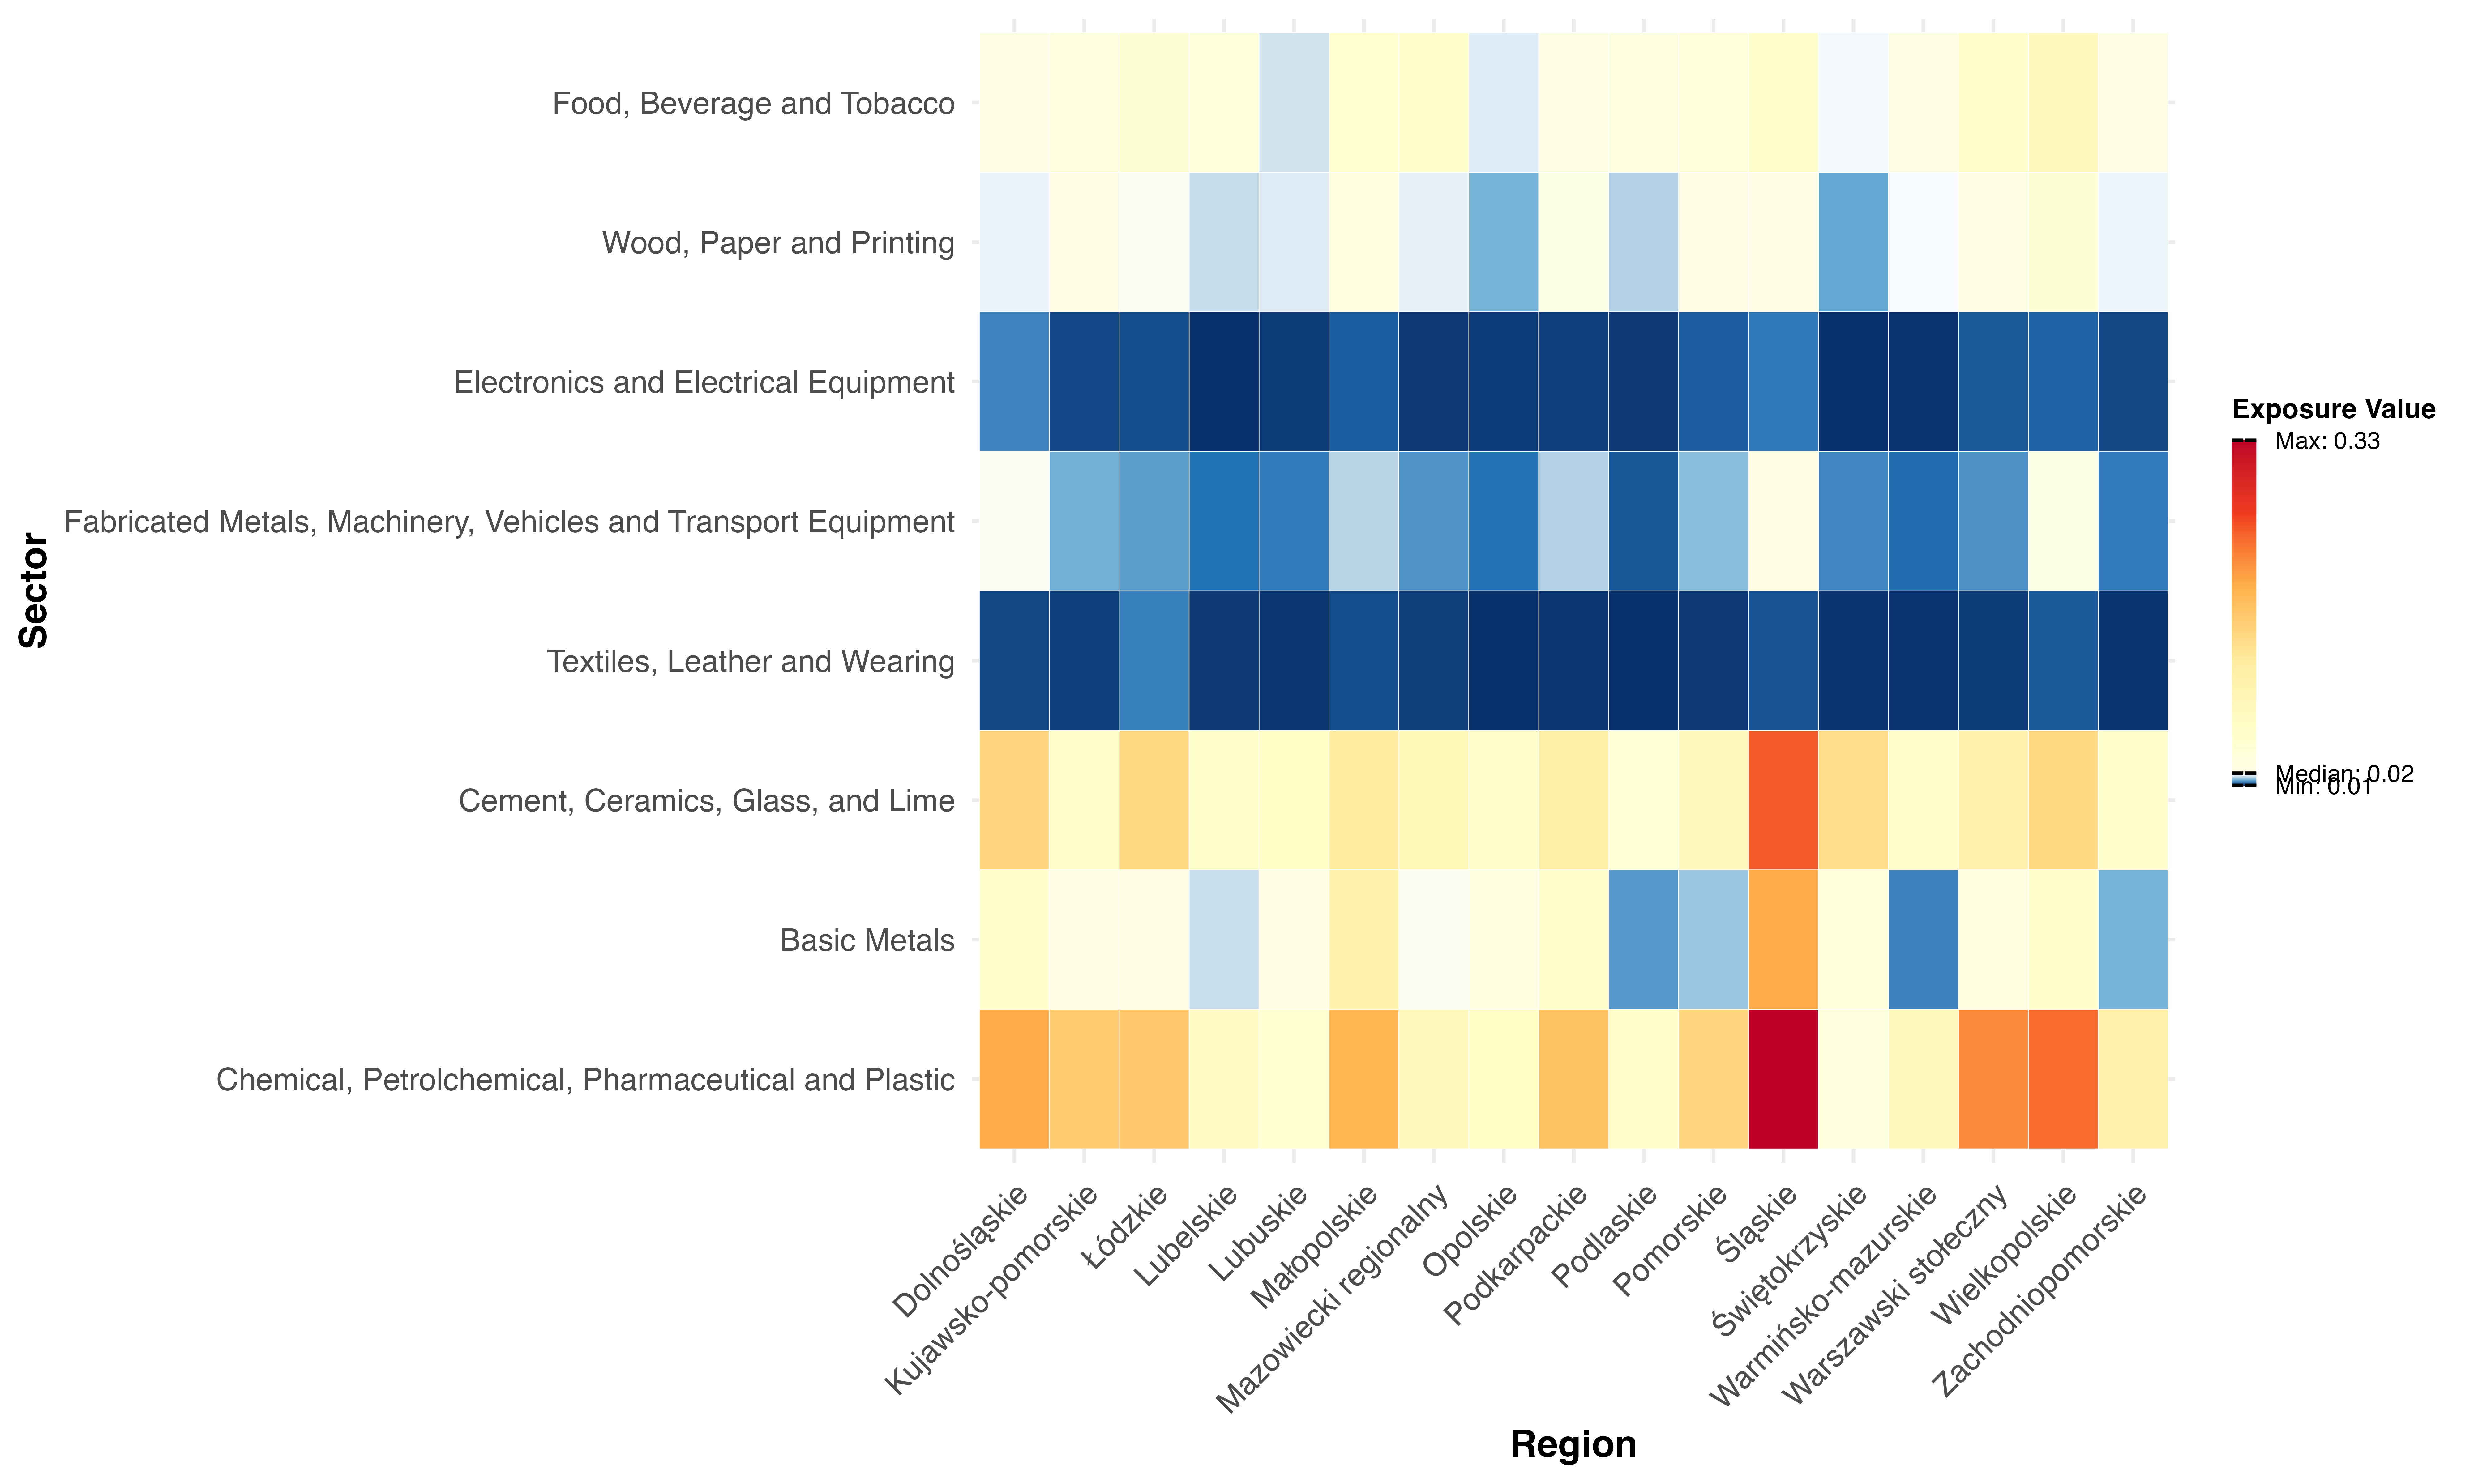 Food, Beverage and Tobacco
Wood, Paper and Printing
Electronics and Electrical Equipment
Fabricated Metals, Machinery, Vehicles and Transport Equipment
Textiles, Leather and Wearing
Cement, Ceramics, Glass, and Lime
Basic Metals
Chemical, Petrolchemical, Pharmaceutical and Plastic
Sector
Dolnośląskie
Kujawsko-pomorskie
Łódzkie
Lubelskie
Lubuskie
Małopolskie
Mazowiecki regionalny
Opolskie
Podkarpackie
Podlaskie
Pomorskie
Śląskie
Świętokrzyskie
Warmińsko-mazurskie
Warszawski stołeczny
Wielkopolskie
Zachodniopomorskie
Region
Exposure Value
Max: 0.33
Median: 0.02
Min: 0.01